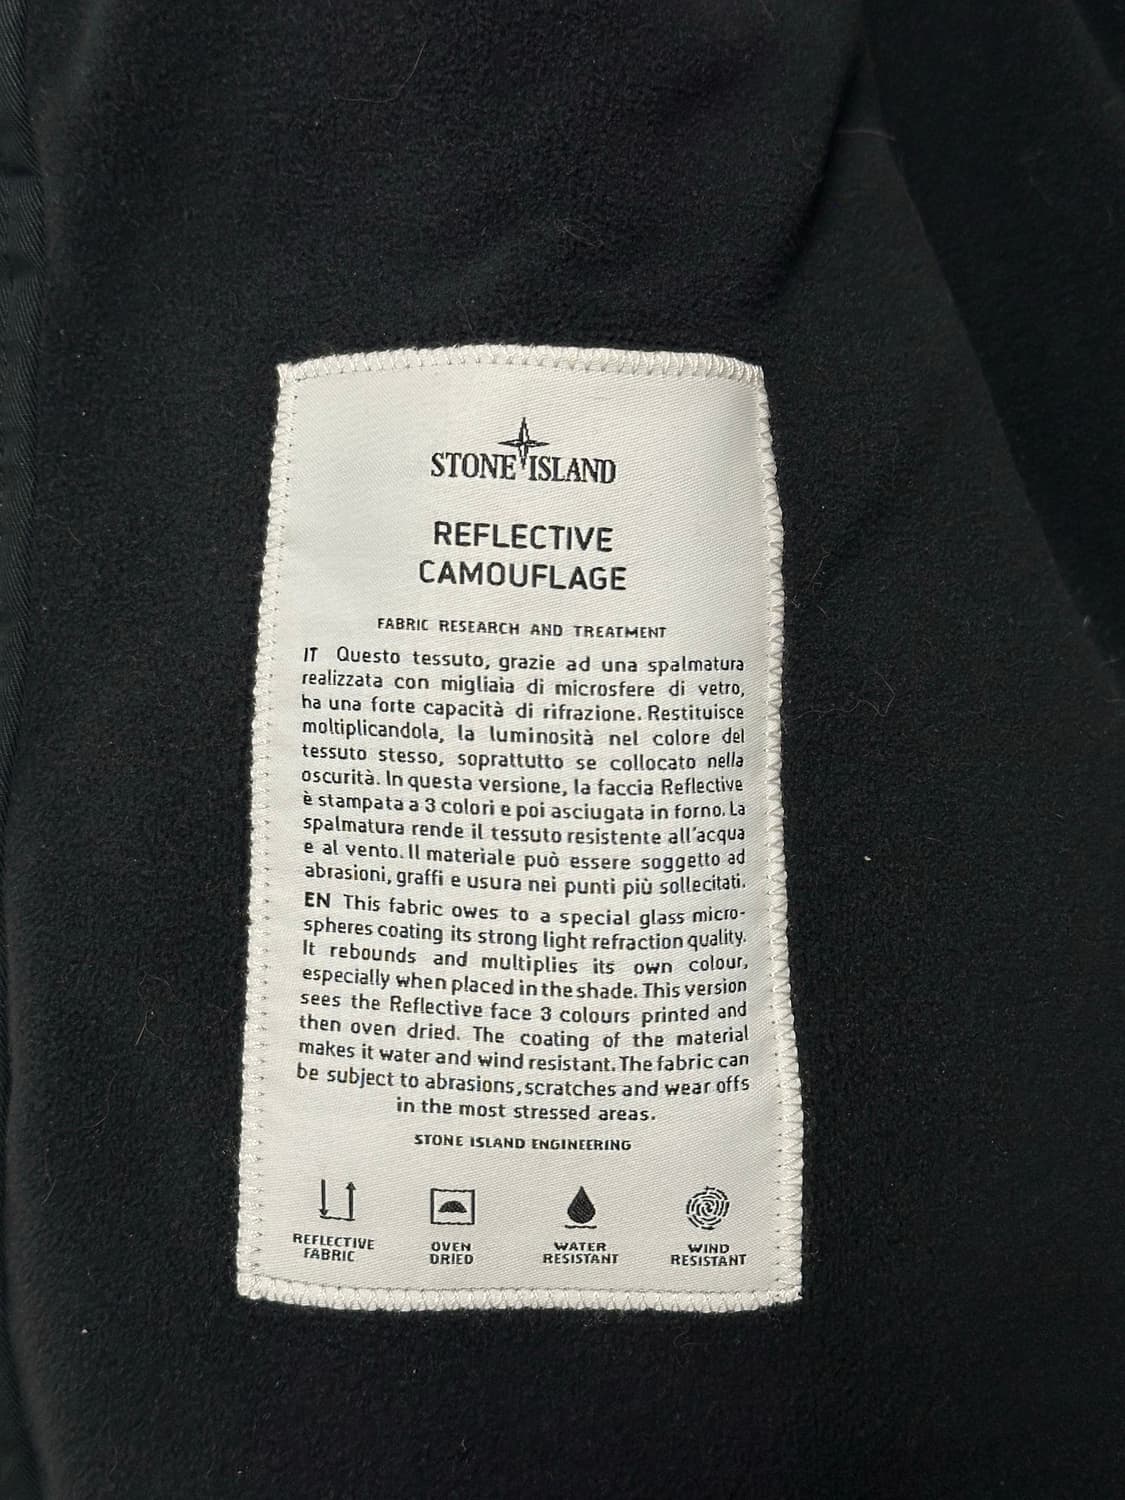 STONE ISLAND
REFLECTIVE
CAMOUFLAGE
FABRIC RESEARCH AND TREATMENT
IT Questo tessuto, grazie ad una spalmatura
realizzata con migliaia di microsfere di vetro,
ha una forte capacità di rifrazione. Restituisce
moltiplicandola, la luminosità nel colore del
tessuto stesso, soprattutto se collocato nella
oscurità. In questa versione, la faccia Reflective
è stampata a 3 colori e poi asciugata in forno. La
spalmatura rende il tessuto resistente all'acqua
e al vento. Il materiale può essere soggetto ad
abrasioni, graffi e usura nei punti più sollecitati.
EN This fabric owes to a special glass micro-
spheres coating its strong light refraction quality.
It rebounds and multiplies its own colour,
especially when placed in the shade. This version
sees the Reflective face 3 colours printed and
then oven dried. The coating of the material
makes it water and wind resistant. The fabric can
be subject to abrasions, scratches and wear offs
in the most stressed areas.
STONE ISLAND ENGINEERING
REFLECTIVE
FABRIC
OVEN
DRIED
WATER
RESISTANT
WIND
RESISTANT